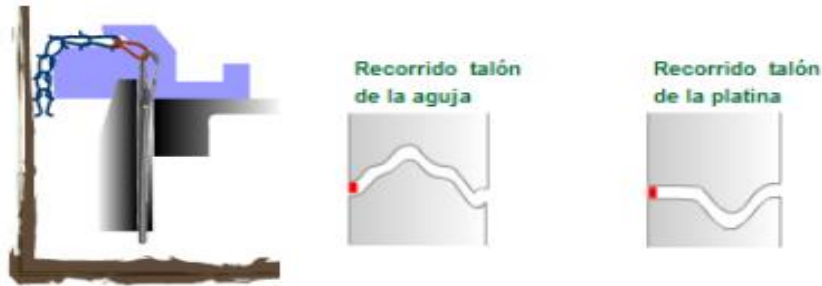 Recorrido talón
de la aguja
Recorrido talón
de la platina